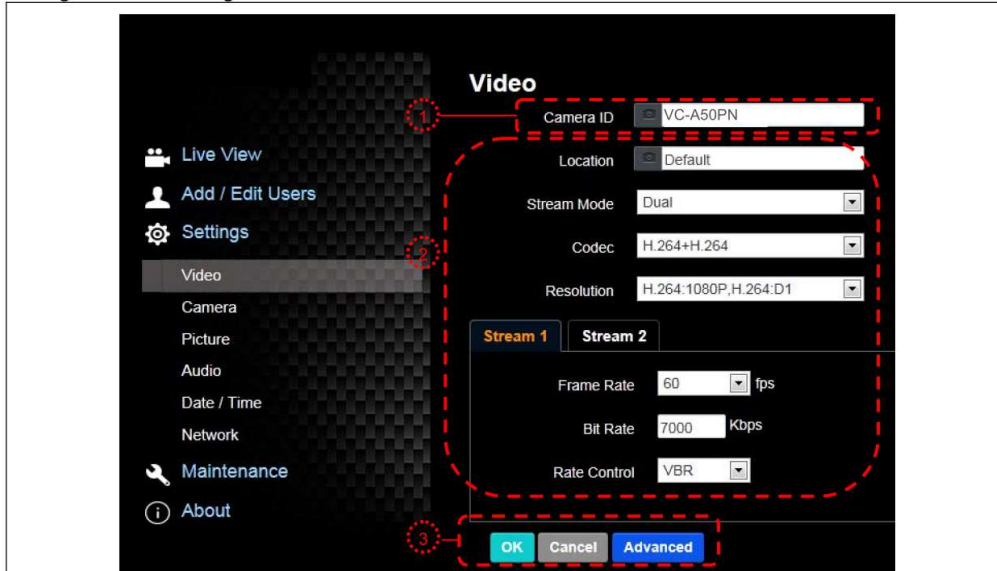 Video
1
Camera ID VC-A50PN
Live View
Add / Edit Users
Settings
Video
Camera
Picture
Audio
Date / Time
Network
Maintenance
About
2
Location Default
Stream Mode Dual
Codec H.264+H.264
Resolution H.264:1080P,H.264:D1
Stream 1 Stream 2
Frame Rate 60 fps
Bit Rate 7000 Kbps
Rate Control VBR
3
OK Cancel Advanced